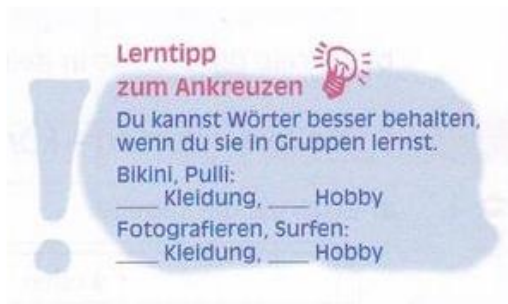 Lerntipp
zum Ankreuzen
Du kannst Wörter besser behalten,
wenn du sie in Gruppen lernst.
Bikini, Pulli:
____ Kleidung, ____ Hobby
Fotografieren, Surfen:
____ Kleidung, ____ Hobby